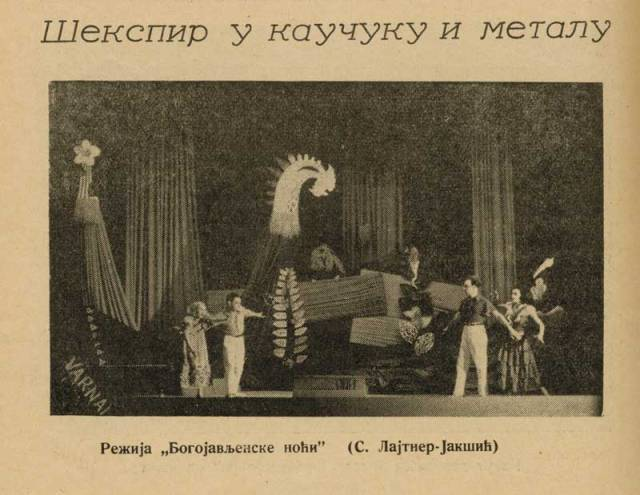 Шекспир у каучуку и металу
VARNAI
Режија „Богојављенске ноћи” (С. Лајтнер-Јакшић)